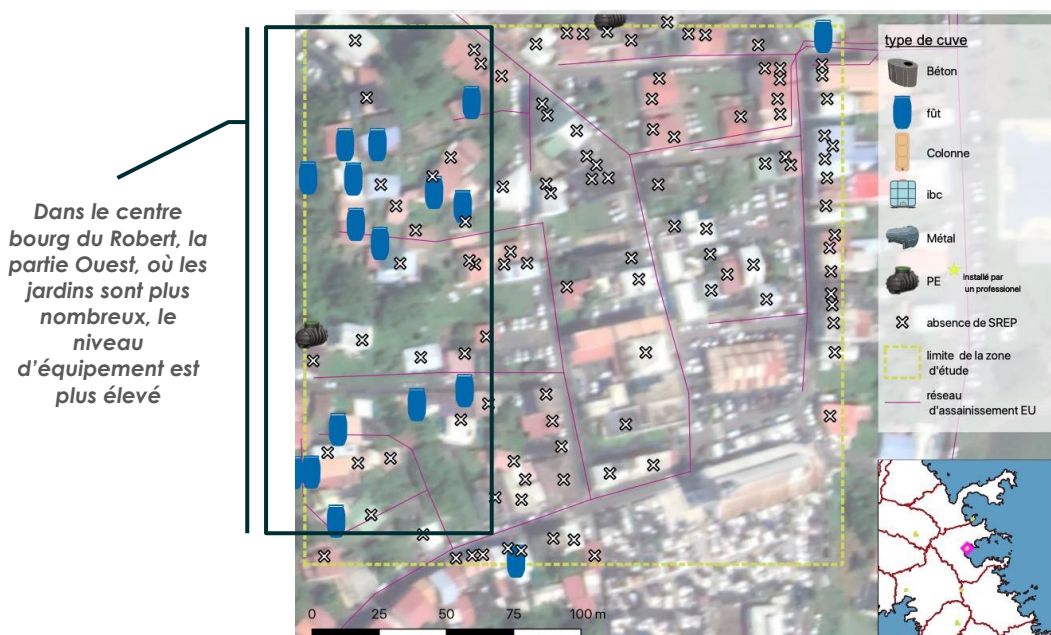 Dans le centre
bourg du Robert, la
partie Ouest, où les
jardins sont plus
nombreux, le
niveau
d’équipement est
plus élevé
type de cuve
Béton
fût
Colonne
ibc
Métal
PE
installé par
un professionel
absence de SREP
limite de la zone
d'étude
réseau
d'assainissement EU
0 25 50 75 100 m